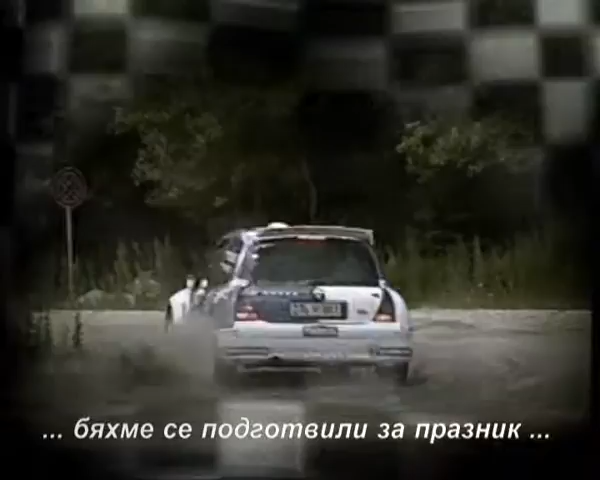 ... бяхме се подготвили за празник ...